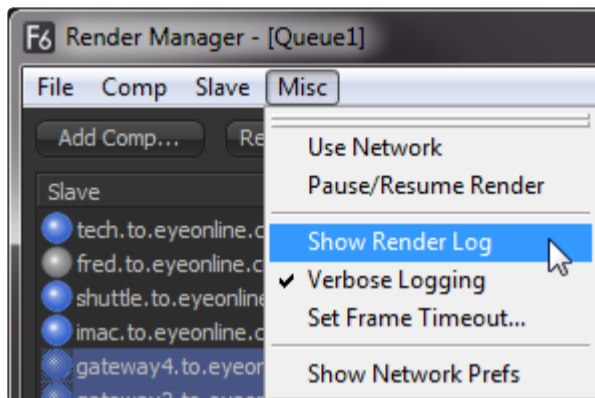 F6 Render Manager - [Queue1]
File Comp Slave Misc
Add Comp...
Use Network
Pause/Resume Render
Slave
Show Render Log
tech.to.eyeonline.c
fred.to.eyeonline.c
Verbose Logging
shuttle.to.eyeonline
Set Frame Timeout...
imac.to.eyeonline.c
gateway4.to.eyeor
Show Network Prefs